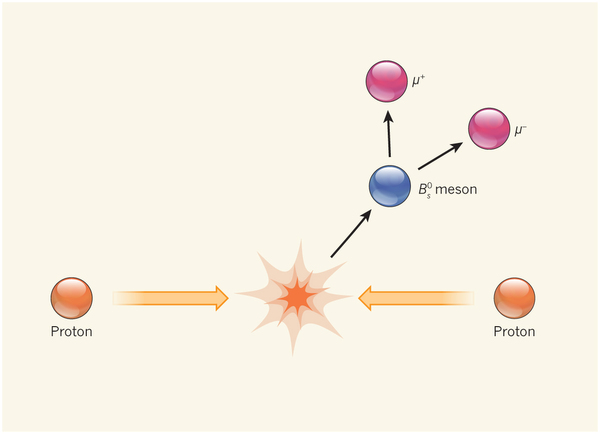 μ⁺
μ⁻
B⁰ₛ meson
Proton
Proton